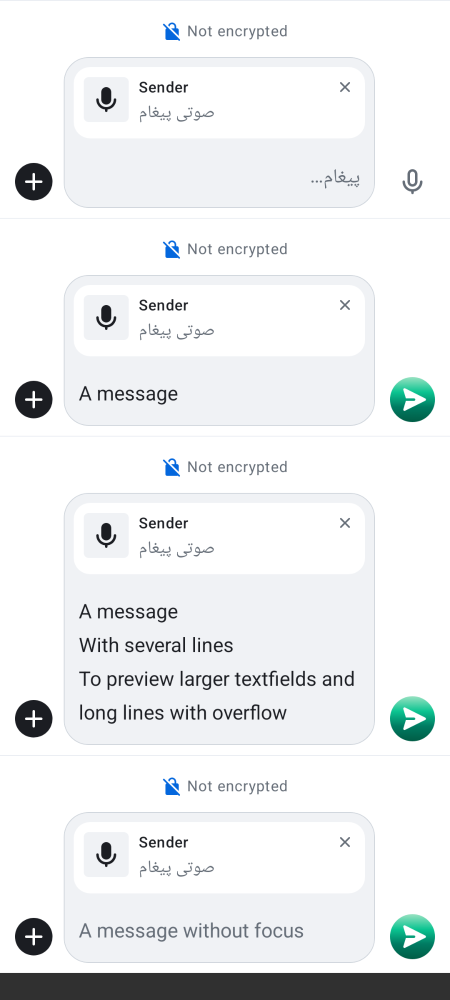 Not encrypted
Sender
صوتی پیغام
پیغام...
Not encrypted
Sender
صوتی پیغام
A message
Not encrypted
Sender
صوتی پیغام
A message
With several lines
To preview larger textfields and
long lines with overflow
Not encrypted
Sender
صوتی پیغام
A message without focus